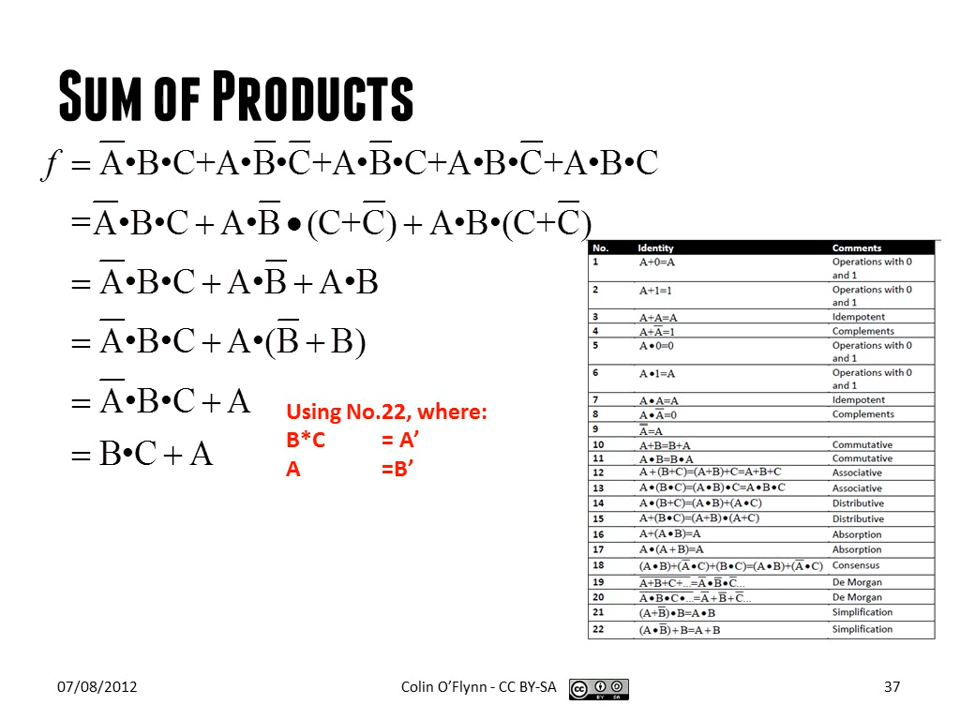 SUM OF PRODUCTS
f = A̅•B•C+A•B̅•C̅+A•B̅•C+A•B•C̅+A•B•C
=A̅•B•C + A•B̅•(C+C̅) + A•B•(C+C̅)
= A̅•B•C + A•B̅ + A•B
= A̅•B•C + A•(B̅ + B)
= A̅•B•C + A
= B•C + A
Using No.22, where:
B*C = A’
A =B’
No. Identity Comments
1 A+0=A Operations with 0 and 1
2 A+1=1 Operations with 0 and 1
3 A+A=A Idempotent
4 A+A̅=1 Complements
5 A•0=0 Operations with 0 and 1
6 A•1=A Operations with 0 and 1
7 A•A=A Idempotent
8 A•A̅=0 Complements
9 A̿=A
10 A+B=B+A Commutative
11 A•B=B•A Commutative
12 A+(B+C)=(A+B)+C=A+B+C Associative
13 A•(B•C)=(A•B)•C=A•B•C Associative
14 A•(B+C)=(A•B)+(A•C) Distributive
15 A+(B•C)=(A+B)•(A+C) Distributive
16 A+(A•B)=A Absorption
17 A•(A+B)=A Absorption
18 (A•B)+(A̅•C)+(B•C)=(A•B)+(A̅•C) Consensus
19 A̅+̅B̅+̅C̅+̅.̅.̅.̅=A̅•B̅•C̅... De Morgan
20 A̅•̅B̅•̅C̅•̅.̅.̅.̅=A̅+B̅+C̅... De Morgan
21 (A+B̅)•B=A•B Simplification
22 (A•B̅)+B=A+B Simplification
07/08/2012
Colin O’Flynn - CC BY-SA
cc BY SA
37